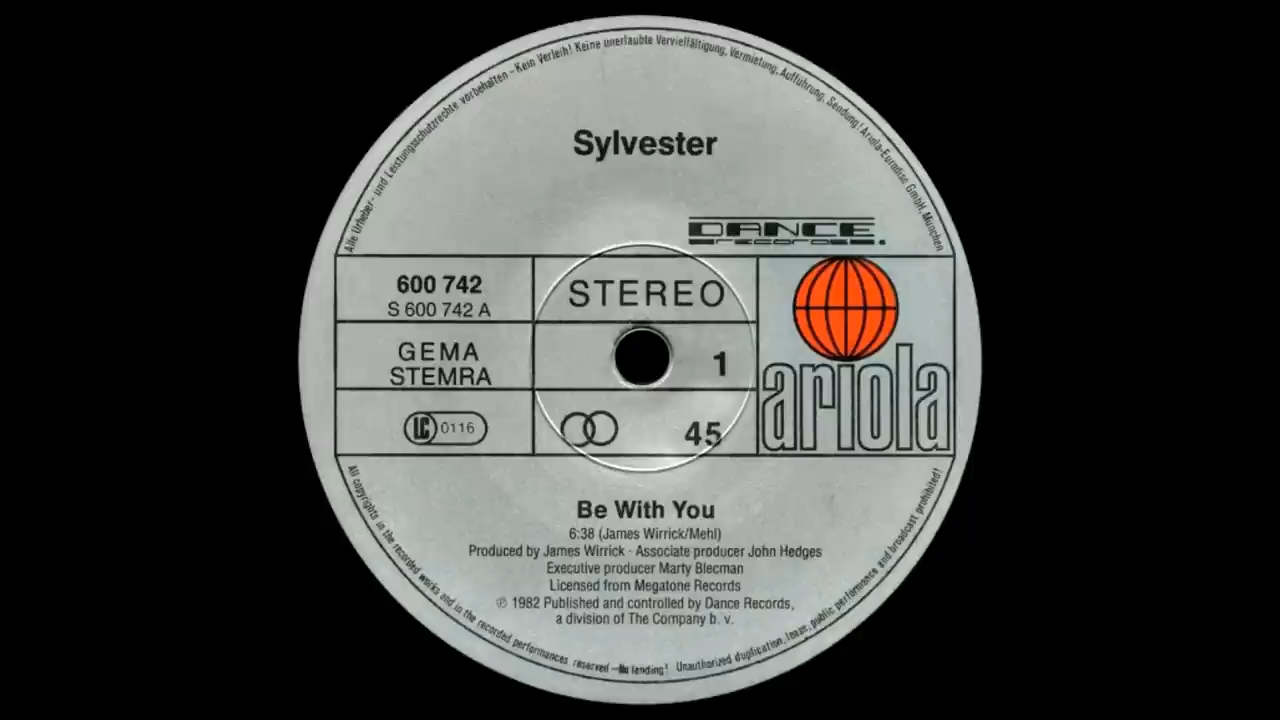 Alle Urheber- und Leistungsschutzrechte vorbehalten - Kein Verleih! Keine unerlaubte Vervielfältigung, Vermietung, Aufführung, Sendung! Ariola-Eurodisc GmbH, München
Sylvester
DANCE
records.
600 742
S 600 742 A
STEREO
GEMA
STEMRA
1
LC 0116
45
ariola
Be With You
6:38 (James Wirrick/Mehl)
Produced by James Wirrick · Associate producer John Hedges
Executive producer Marty Blecman
Licensed from Megatone Records
℗ 1982 Published and controlled by Dance Records,
a division of The Company b. v.
All copyrights in the recorded works and in the recorded performances reserved - No lending! Unauthorized duplication, lease, public performance and broadcast prohibited!